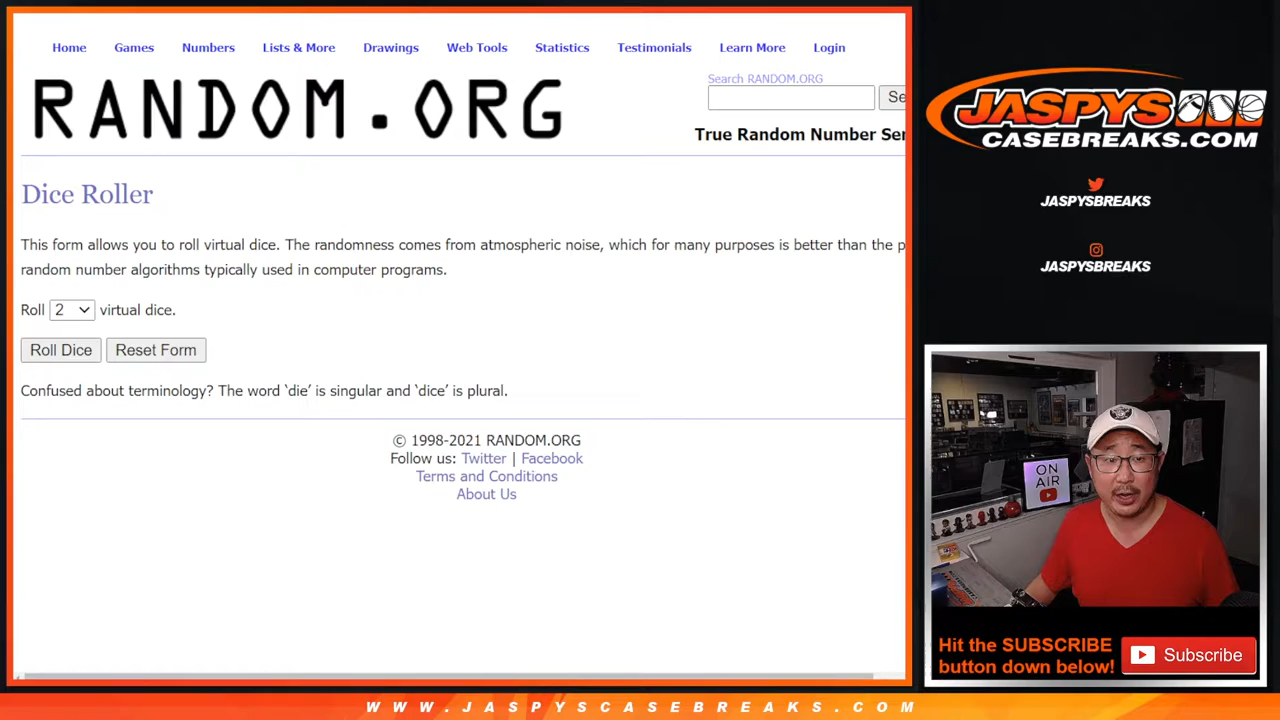 Home Games Numbers Lists & More Drawings Web Tools Statistics Testimonials Learn More Login
RANDOM.ORG
Search RANDOM.ORG
Se
True Random Number Ser
Dice Roller
This form allows you to roll virtual dice. The randomness comes from atmospheric noise, which for many purposes is better than the p
random number algorithms typically used in computer programs.
Roll 2 virtual dice.
Roll Dice Reset Form
Confused about terminology? The word ‘die’ is singular and ‘dice’ is plural.
© 1998-2021 RANDOM.ORG
Follow us: Twitter | Facebook
Terms and Conditions
About Us
JASPYS
CASEBREAKS.COM
JASPYSBREAKS
JASPYSBREAKS
ON
AIR
Hit the SUBSCRIBE
button down below!
Subscribe
WWW.JASPYSCASEBREAKS.COM